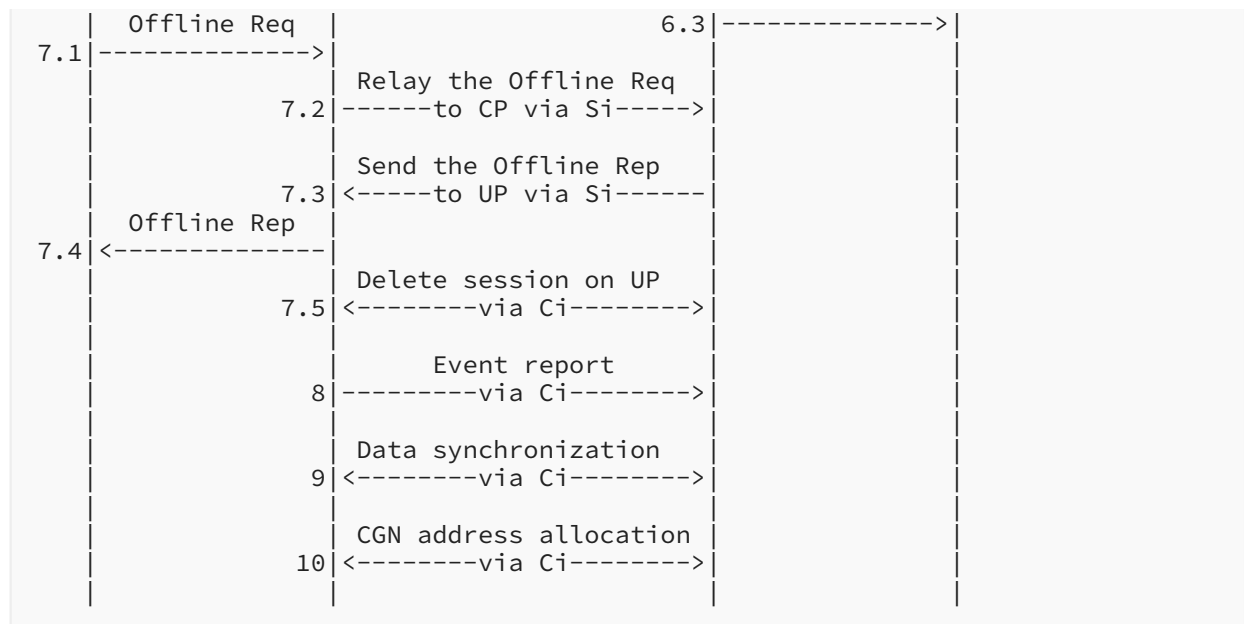 |  Offline Req   |                      6.3|-------------->|
   7.1|-------------->|                        |               |
      |               | Relay the Offline Req  |               |
      |            7.2|------to CP via Si----->|               |
      |               |                        |               |
      |               | Send the Offline Rep   |               |
      |            7.3|<-----to UP via Si------|               |
      |  Offline Rep  |                        |               |
   7.4|<--------------|                        |               |
      |               | Delete session on UP   |               |
      |            7.5|<--------via Ci-------->|               |
      |               |                        |               |
      |               |      Event report      |               |
      |              8|---------via Ci-------->|               |
      |               |                        |               |
      |               | Data synchronization   |               |
      |              9|<--------via Ci-------->|               |
      |               |                        |               |
      |               | CGN address allocation |               |
      |             10|<--------via Ci-------->|               |
      |               |                        |               |